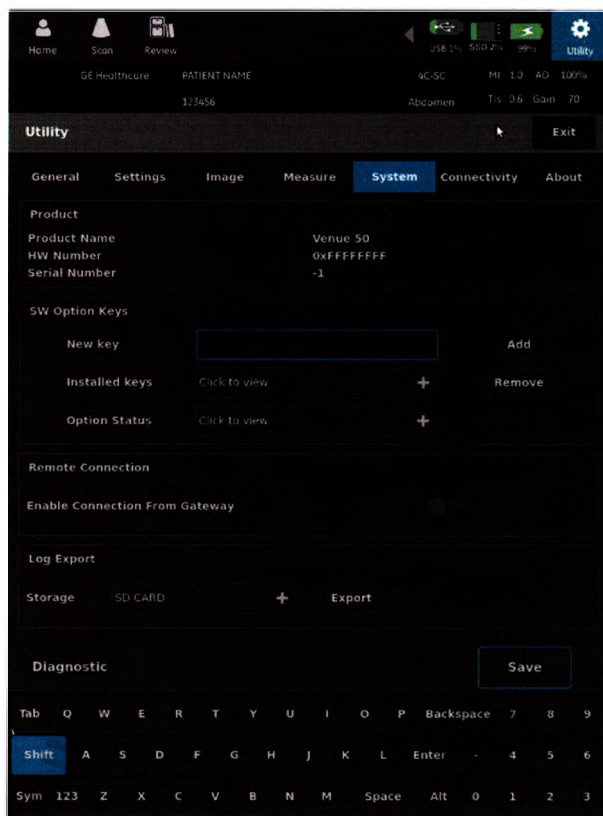 Home Scan Review USB 1% SSD 2% 99% Utility
GE Healthcare PATIENT NAME 4C-SC MI 1.0 AO 100%
123456 Abdomen TIs 0.6 Gain 70
Utility Exit
General Settings Image Measure System Connectivity About
Product
Product Name Venue 50
HW Number 0xFFFFFFFF
Serial Number -1
SW Option Keys
New key Add
Installed keys Click to view + Remove
Option Status Click to view +
Remote Connection
Enable Connection From Gateway
Log Export
Storage SD CARD + Export
Diagnostic Save
Tab Q W E R T Y U I O P Backspace 7 8 9
Shift A S D F G H J K L Enter . 4 5 6
Sym 123 Z X C V B N M Space Alt 0 1 2 3